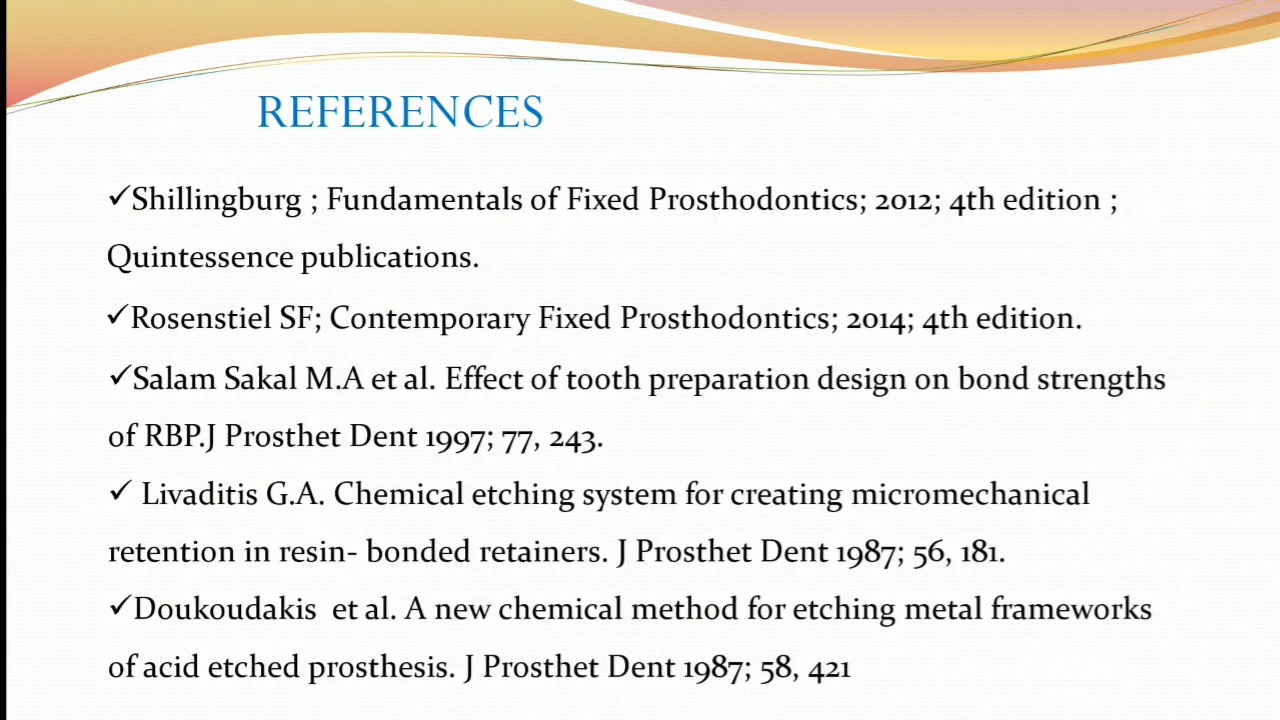 REFERENCES
✓Shillingburg ; Fundamentals of Fixed Prosthodontics; 2012; 4th edition ;
Quintessence publications.
✓Rosenstiel SF; Contemporary Fixed Prosthodontics; 2014; 4th edition.
✓Salam Sakal M.A et al. Effect of tooth preparation design on bond strengths
of RBP.J Prosthet Dent 1997; 77, 243.
✓ Livaditis G.A. Chemical etching system for creating micromechanical
retention in resin- bonded retainers. J Prosthet Dent 1987; 56, 181.
✓Doukoudakis et al. A new chemical method for etching metal frameworks
of acid etched prosthesis. J Prosthet Dent 1987; 58, 421